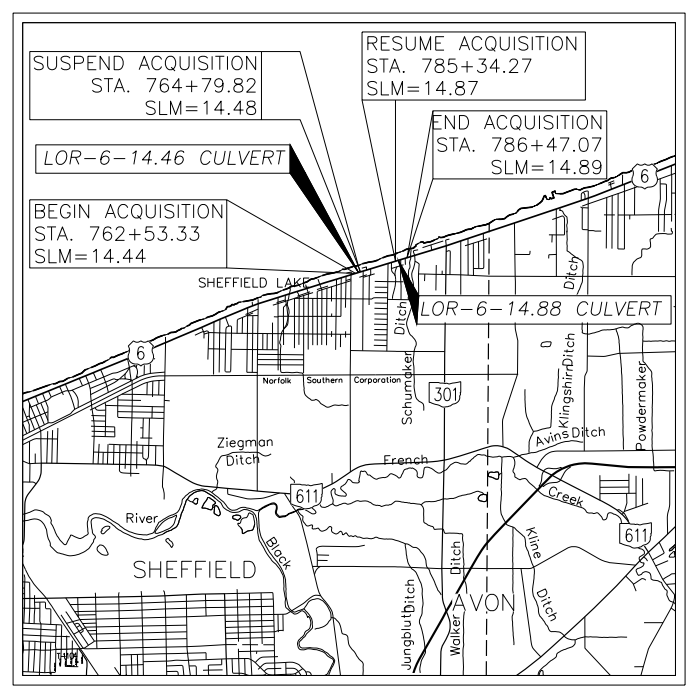 SUSPEND ACQUISITION
STA. 764+79.82
SLM=14.48
RESUME ACQUISITION
STA. 785+34.27
SLM=14.87
END ACQUISITION
STA. 786+47.07
SLM=14.89
LOR-6-14.46 CULVERT
6
BEGIN ACQUISITION
STA. 762+53.33
SLM=14.44
SHEFFIELD LAKE
Ditch
LOR-6-14.88 CULVERT
Ditch
6
Norfolk
Southern
Corporation
Schumaker
301
Klingshirn
Ditch
Powdermaker
Avins Ditch
Ziegman
Ditch
French
611
Creek
River
Black
611
Kline
Ditch
SHEFFIELD
Ditch
Jungbluth
Ditch
Walker
AVON